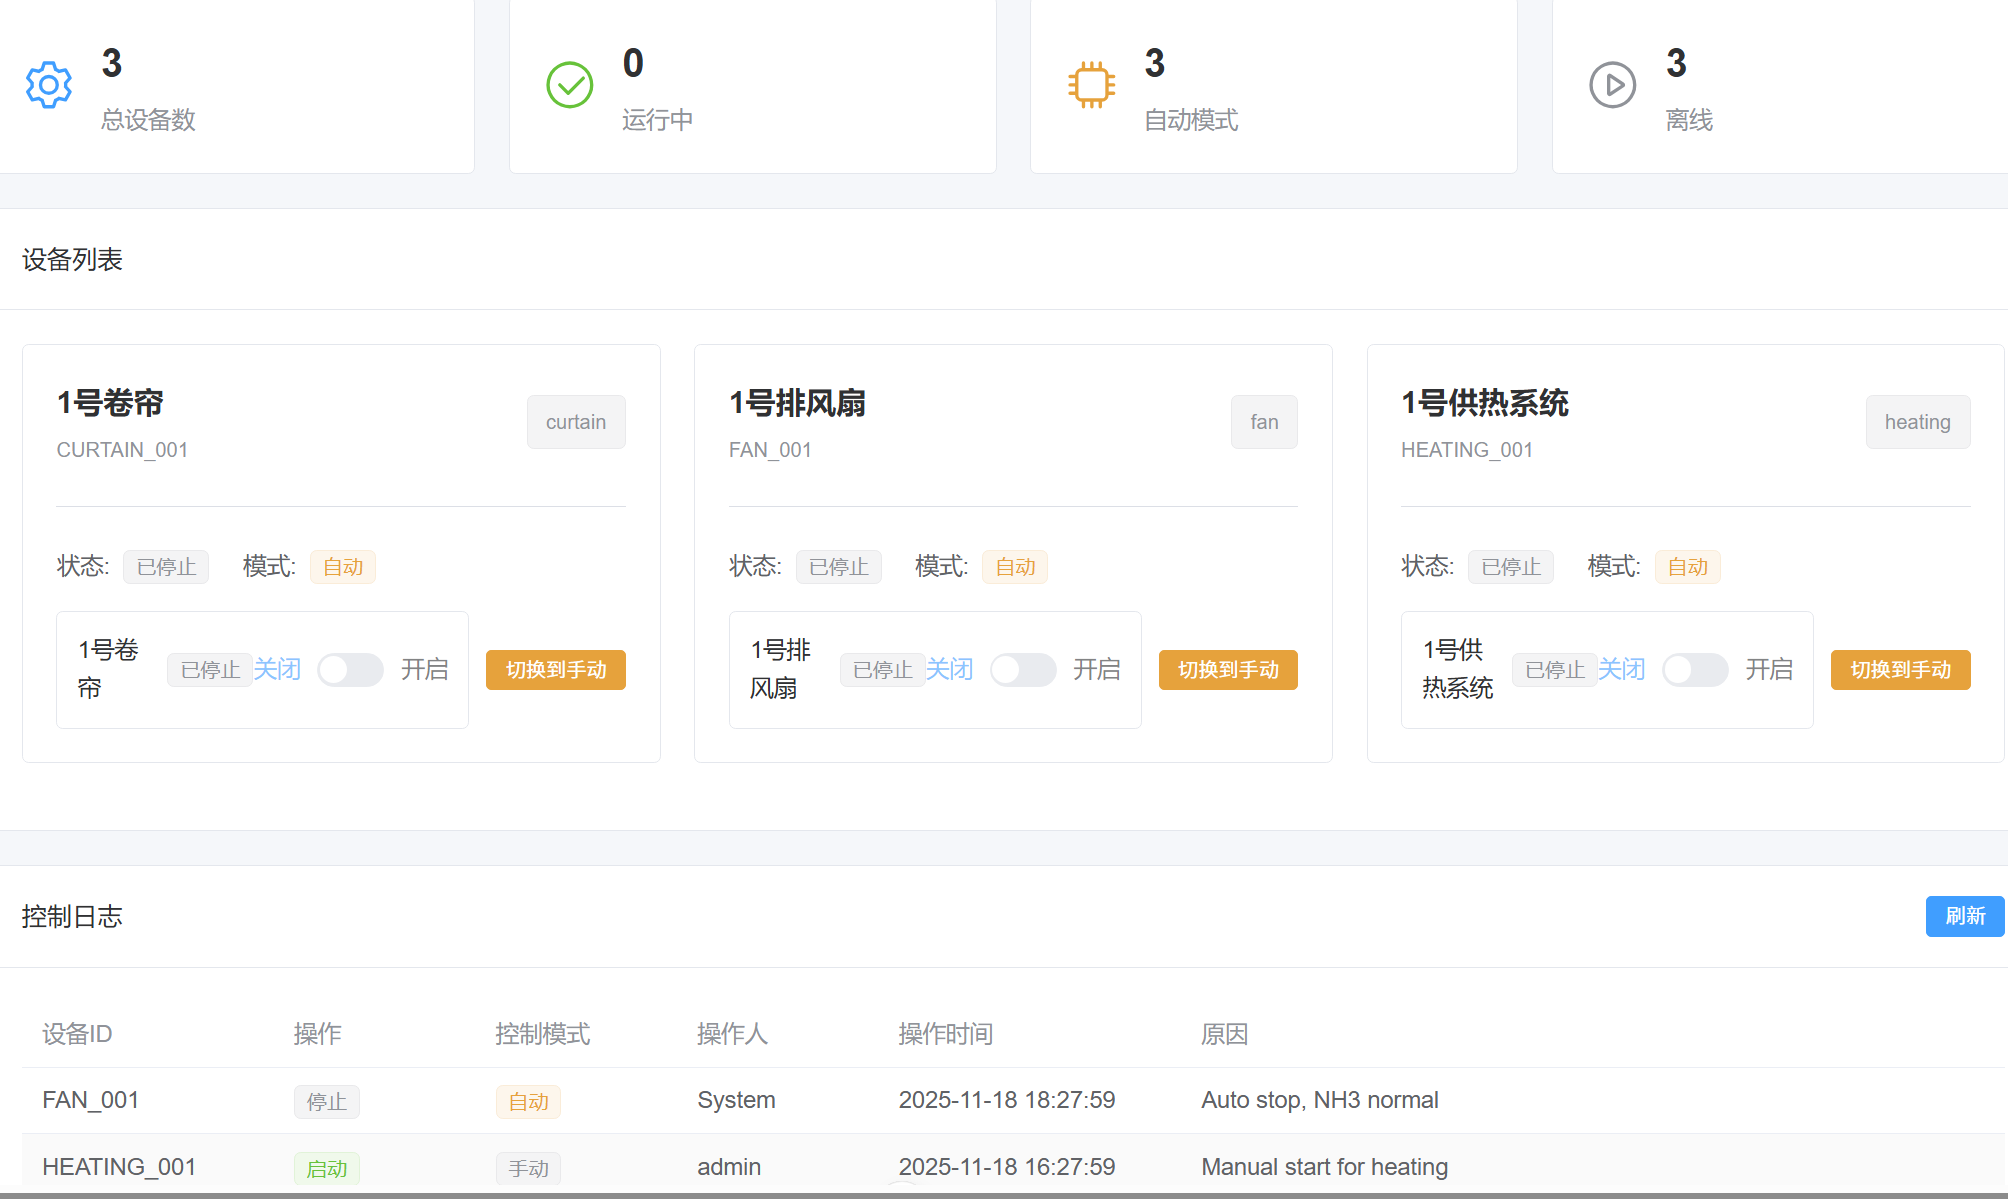 3
总设备数
0
运行中
3
自动模式
3
离线
设备列表
1号卷帘
curtain
CURTAIN_001
状态: 已停止 模式: 自动
1号卷
帘
已停止 关闭 开启 切换到手动
1号排风扇
fan
FAN_001
状态: 已停止 模式: 自动
1号排
风扇
已停止 关闭 开启 切换到手动
1号供热系统
heating
HEATING_001
状态: 已停止 模式: 自动
1号供
热系统
已停止 关闭 开启 切换到手动
控制日志
刷新
设备ID 操作 控制模式 操作人 操作时间 原因
FAN_001 停止 自动 System 2025-11-18 18:27:59 Auto stop, NH3 normal
HEATING_001 启动 手动 admin 2025-11-18 16:27:59 Manual start for heating